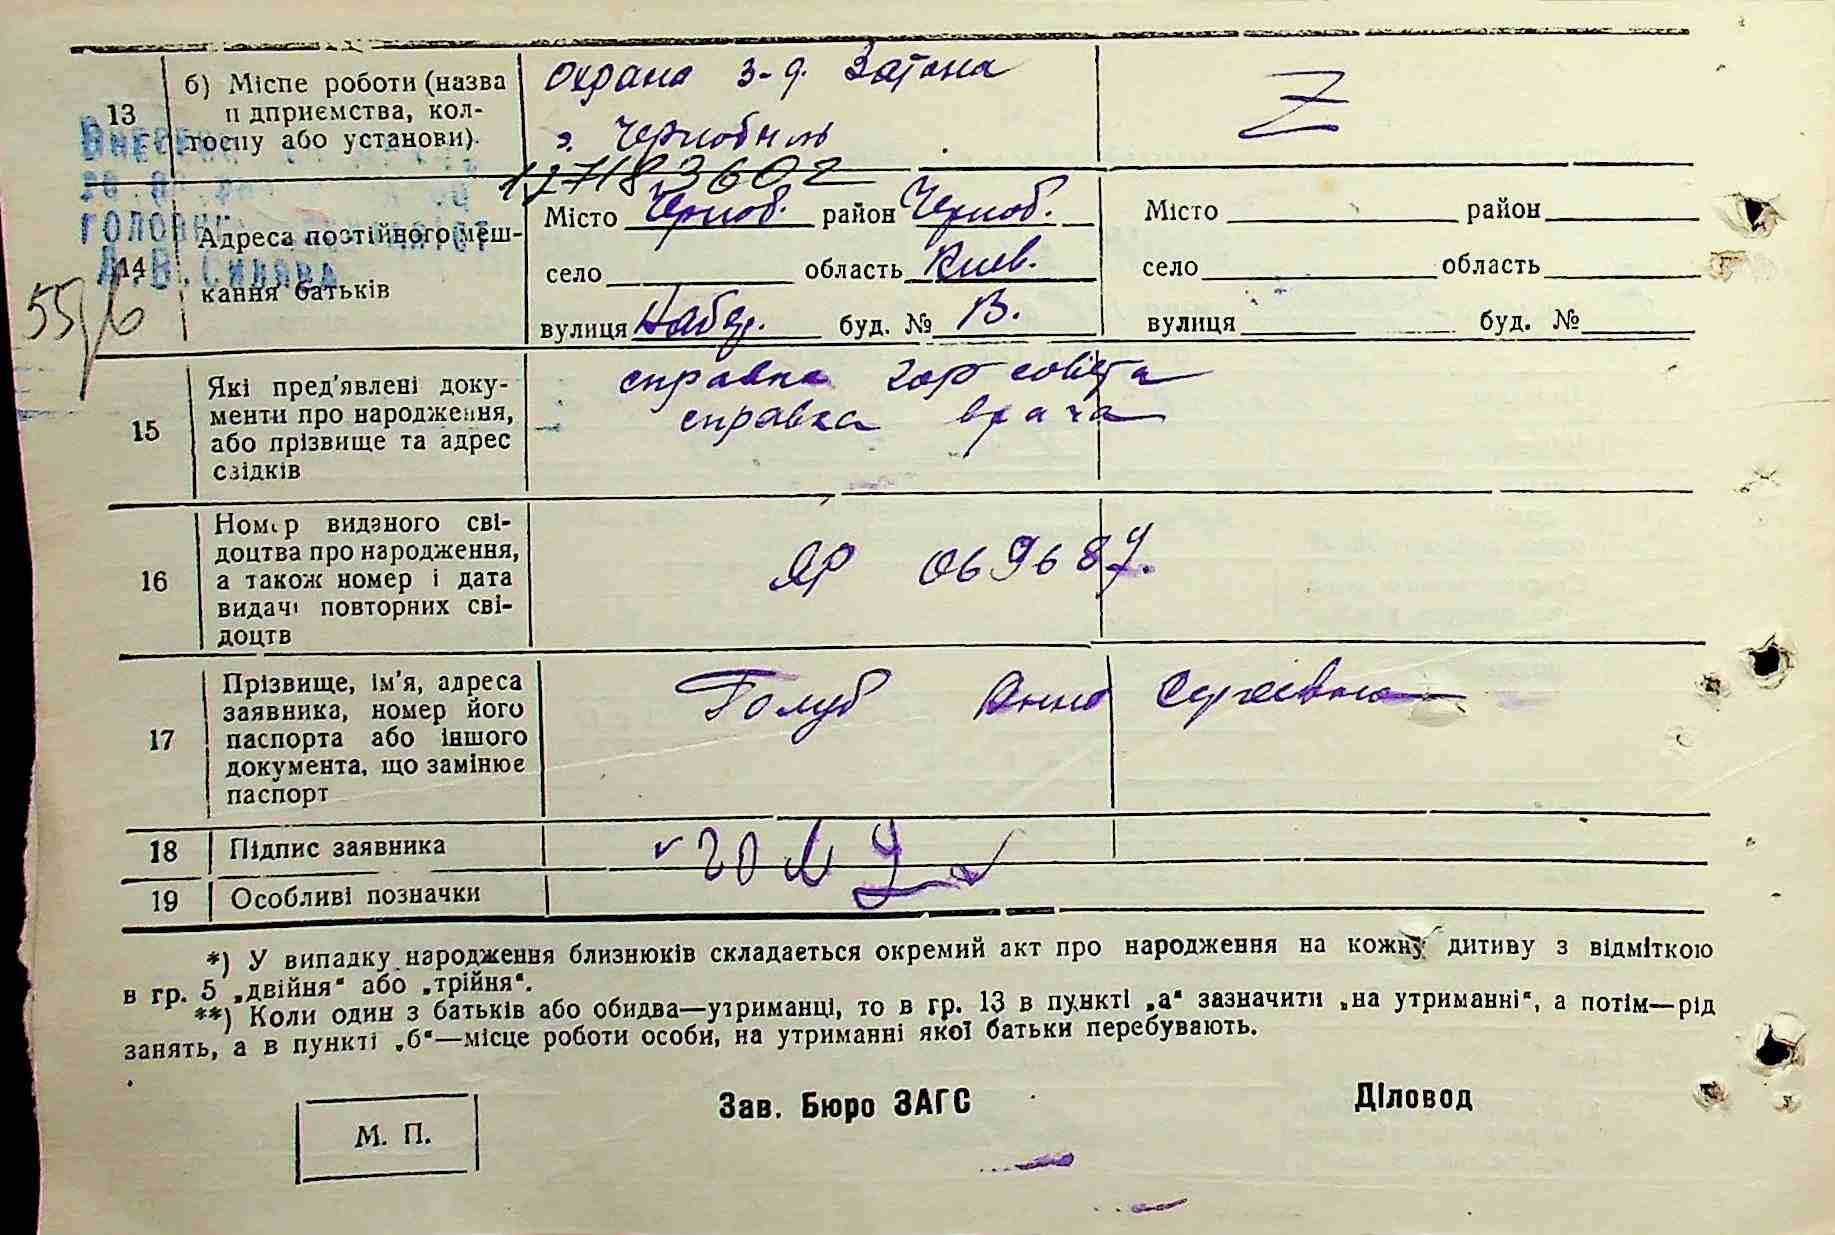 13
б) Місце роботи (назва
підприємства, кол-
госпу або установи).
охрана з-д. Затона
г. Чернобыль
Z
127183602
14
Адреса постійного меш-
кання батьків
Місто Черноб. район Черноб.
село область Киев.
вулиця Набер. буд. № В.
Місто район
село область
вулиця буд. №
ГОЛОВНИЙ
55/6
15
Які пред'явлені доку-
менти про народження,
або прізвище та адрес
свідків
справка горсовета
справка врача
16
Номер виданого сві-
доцтва про народження,
а також номер і дата
видачі повторних сві-
доцтв
ЯР 069687.
17
Прізвище, ім'я, адреса
заявника, номер його
паспорта або іншого
документа, що замінює
паспорт
Голуб Анна Сергеевна
18
Підпис заявника
19
Особливі позначки
*) У випадку народження близнюків складається окремий акт про народження на кожну дитину з відміткою
в гр. 5 „двійня“ або „трійня“.
**) Коли один з батьків або обидва—утриманці, то в гр. 13 в пункті „а“ зазначити „на утриманні“, а потім—рід
занять, а в пункті „б“—місце роботи особи, на утриманні якої батьки перебувають.
М. П.
Зав. Бюро ЗАГС
Діловод